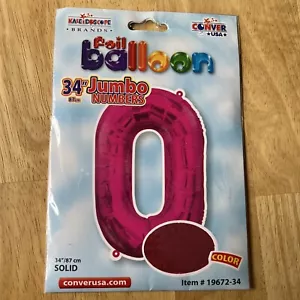 KALEIDOSCOPE
BRANDS
CONVER
USA
foil
balloon
34" Jumbo
87cm NUMBERS
0
34"/87 cm
SOLID
COLOR
converusa.com
Item # 19672-34